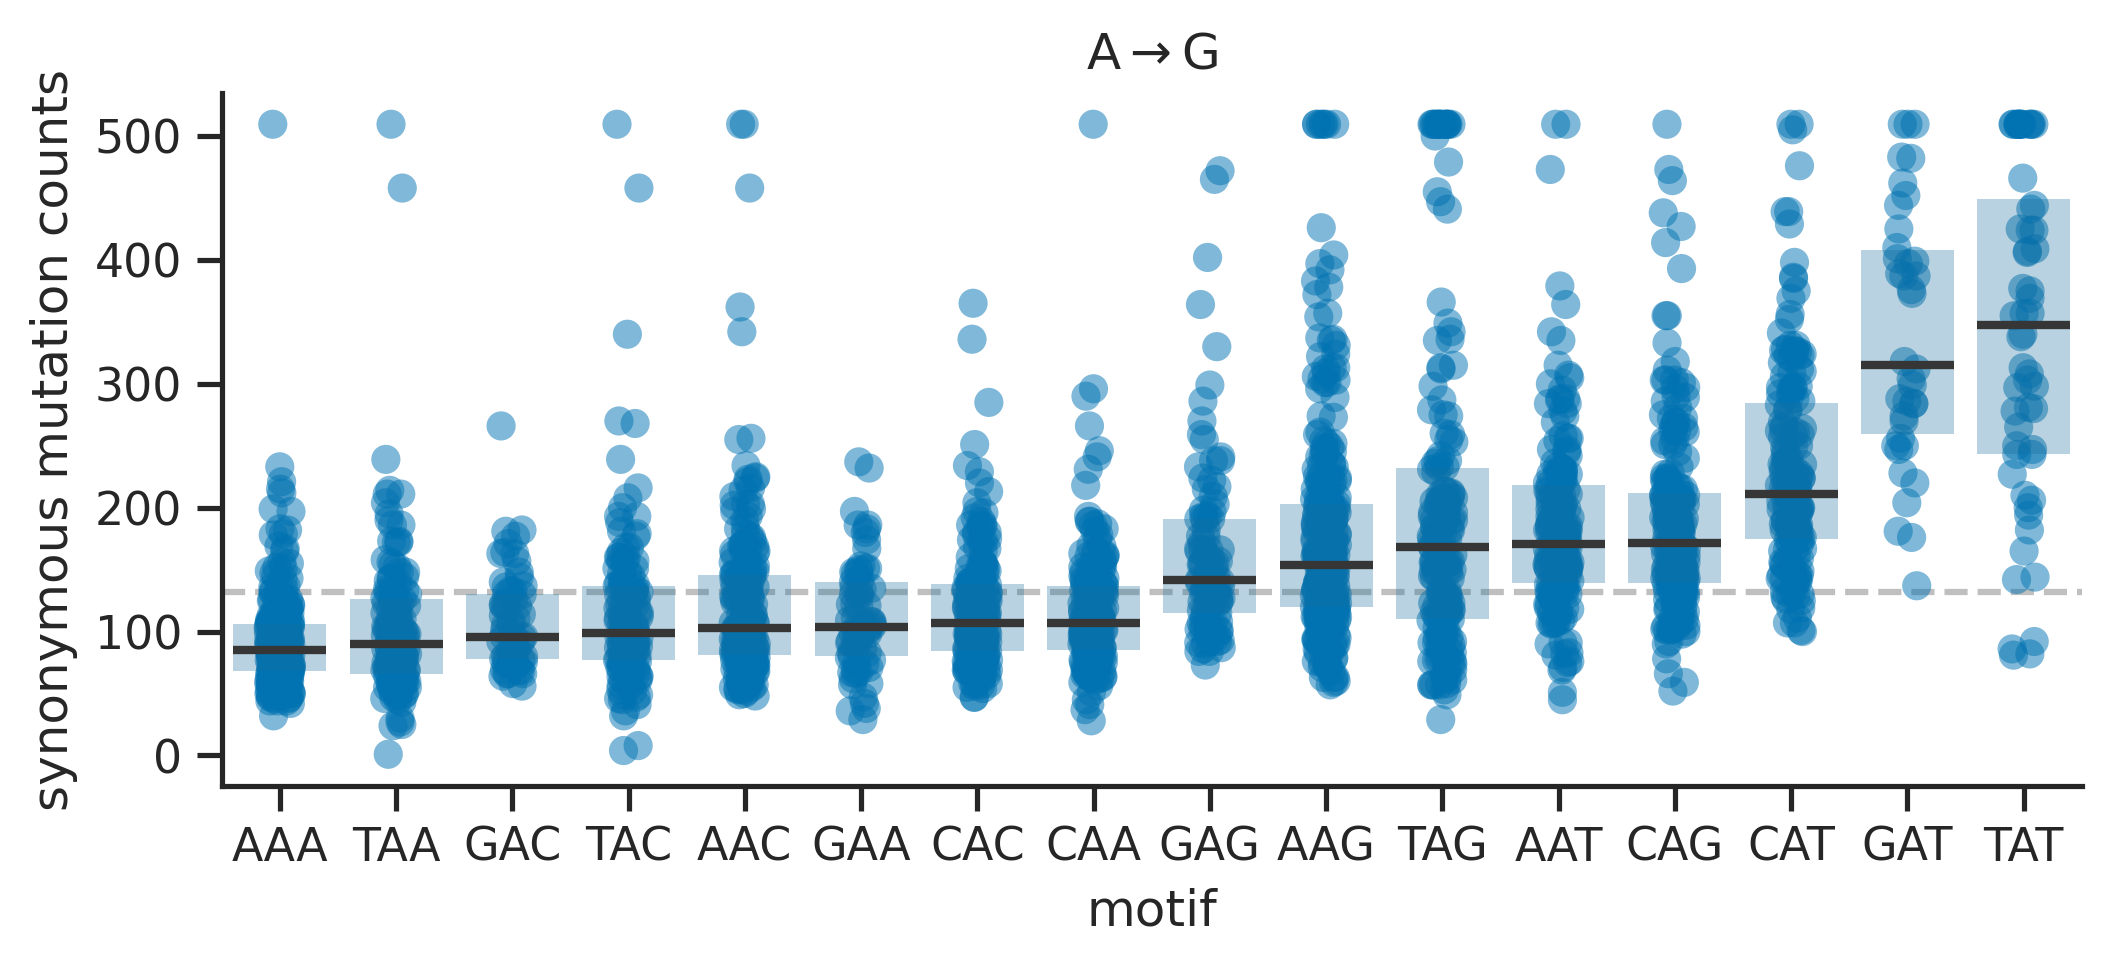 A→G
synonymous mutation counts
500
400
300
200
100
0
AAA TAA GAC TAC AAC GAA CAC CAA GAG AAG TAG AAT CAG CAT GAT TAT
motif